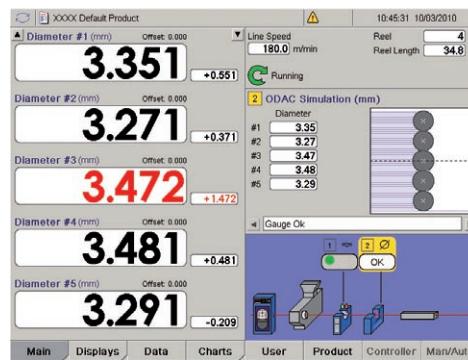 XXXX Default Product
10:45:31 10/03/2010
Diameter #1 (mm) Offset: 0.000
3.351 +0.551
Diameter #2 (mm) Offset: 0.000
3.271 +0.371
Diameter #3 (mm) Offset: 0.000
3.472 +1.472
Diameter #4 (mm) Offset: 0.000
3.481 +0.481
Diameter #5 (mm) Offset: 0.000
3.291 -0.209
Line Speed
180.0 m/min
Reel 4
Reel Length 34.8
Running
2 ODAC Simulation (mm)
Diameter
#1 3.35
#2 3.27
#3 3.47
#4 3.48
#5 3.29
Gauge Ok
1
2 Ø
OK
Main Displays Data Charts User Product Controller Man/Au